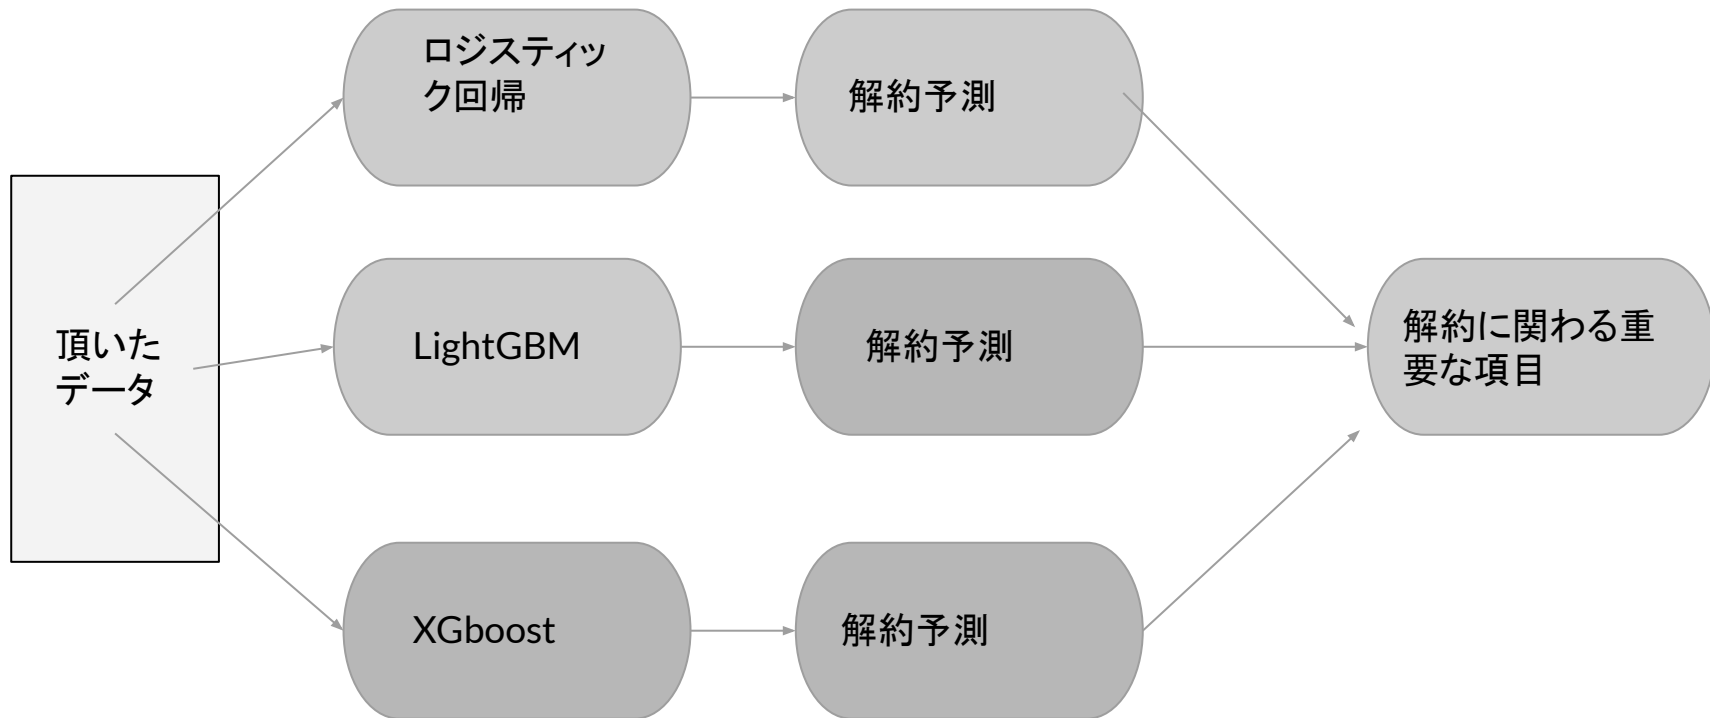 頂いた
データ
ロジスティッ
ク回帰
解約予測
LightGBM
解約予測
XGboost
解約予測
解約に関わる重
要な項目